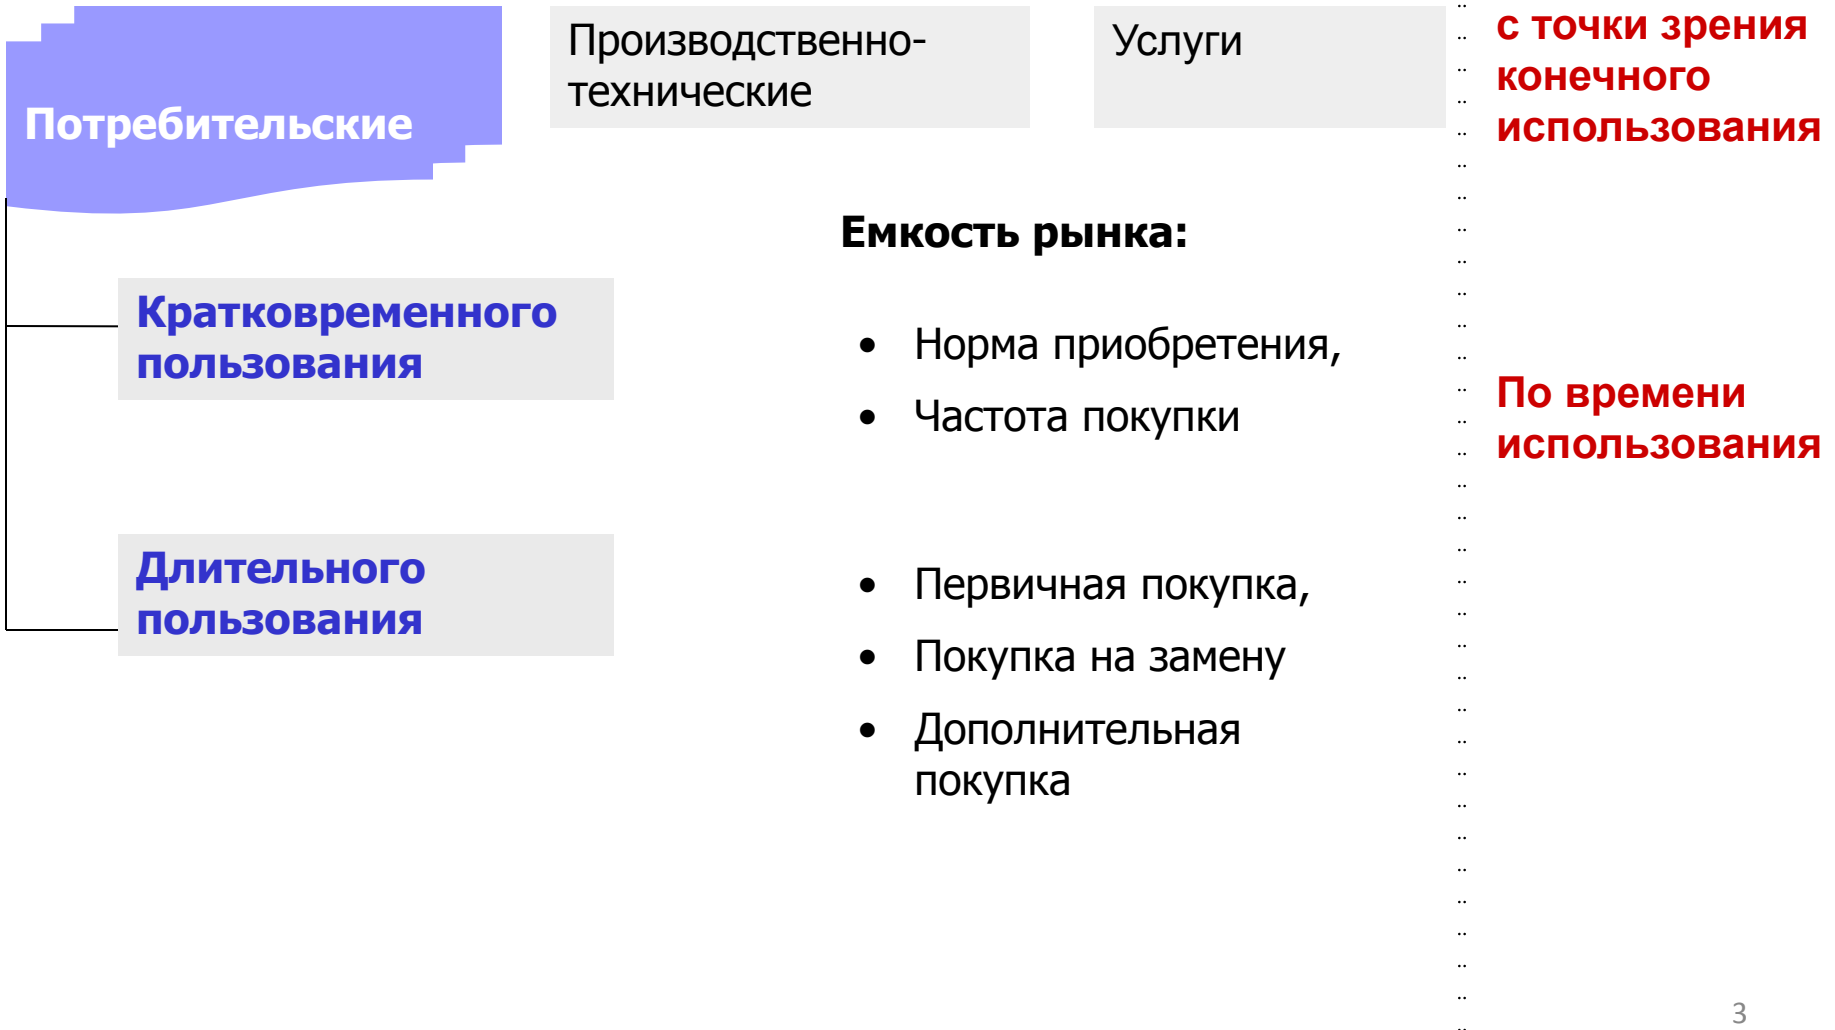 Потребительские
Производственно-
технические
Услуги
с точки зрения
конечного
использования
Емкость рынка:
Кратковременного
пользования
• Норма приобретения,
• Частота покупки
По времени
использования
Длительного
пользования
• Первичная покупка,
• Покупка на замену
• Дополнительная
покупка
3